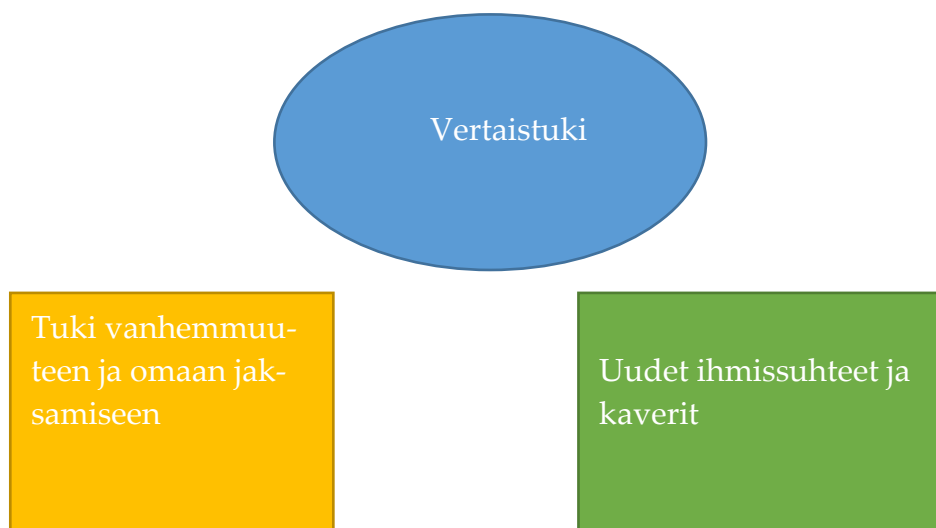 Vertaistuki
Tuki vanhemmuu-
teen ja omaan jak-
samiseen
Uudet ihmissuhteet ja
kaverit